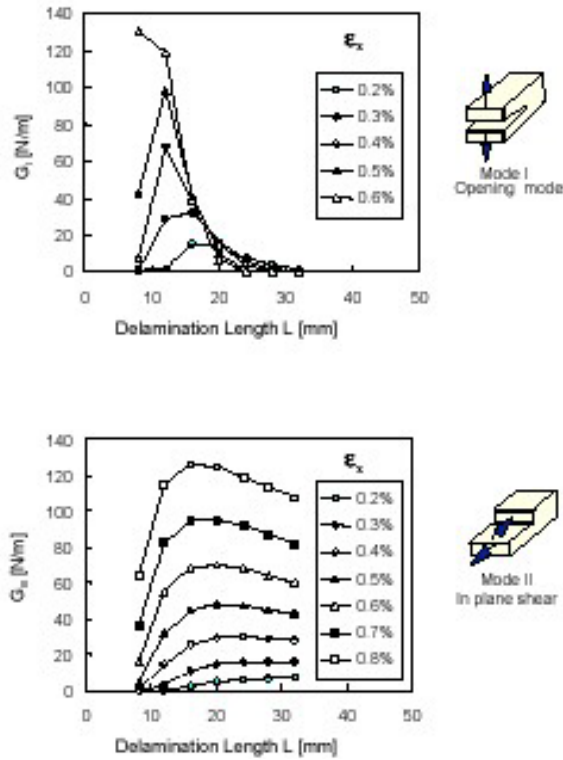 140
120
100
80
60
40
20
0
G_I [N/m]
0 10 20 30 40 50
Delamination Length L [mm]
ε_x
0.2%
0.3%
0.4%
0.5%
0.6%
Mode I
Opening mode
140
120
100
80
60
40
20
0
G_II [N/m]
0 10 20 30 40 50
Delamination Length L [mm]
ε_x
0.2%
0.3%
0.4%
0.5%
0.6%
0.7%
0.8%
Mode II
In plane shear